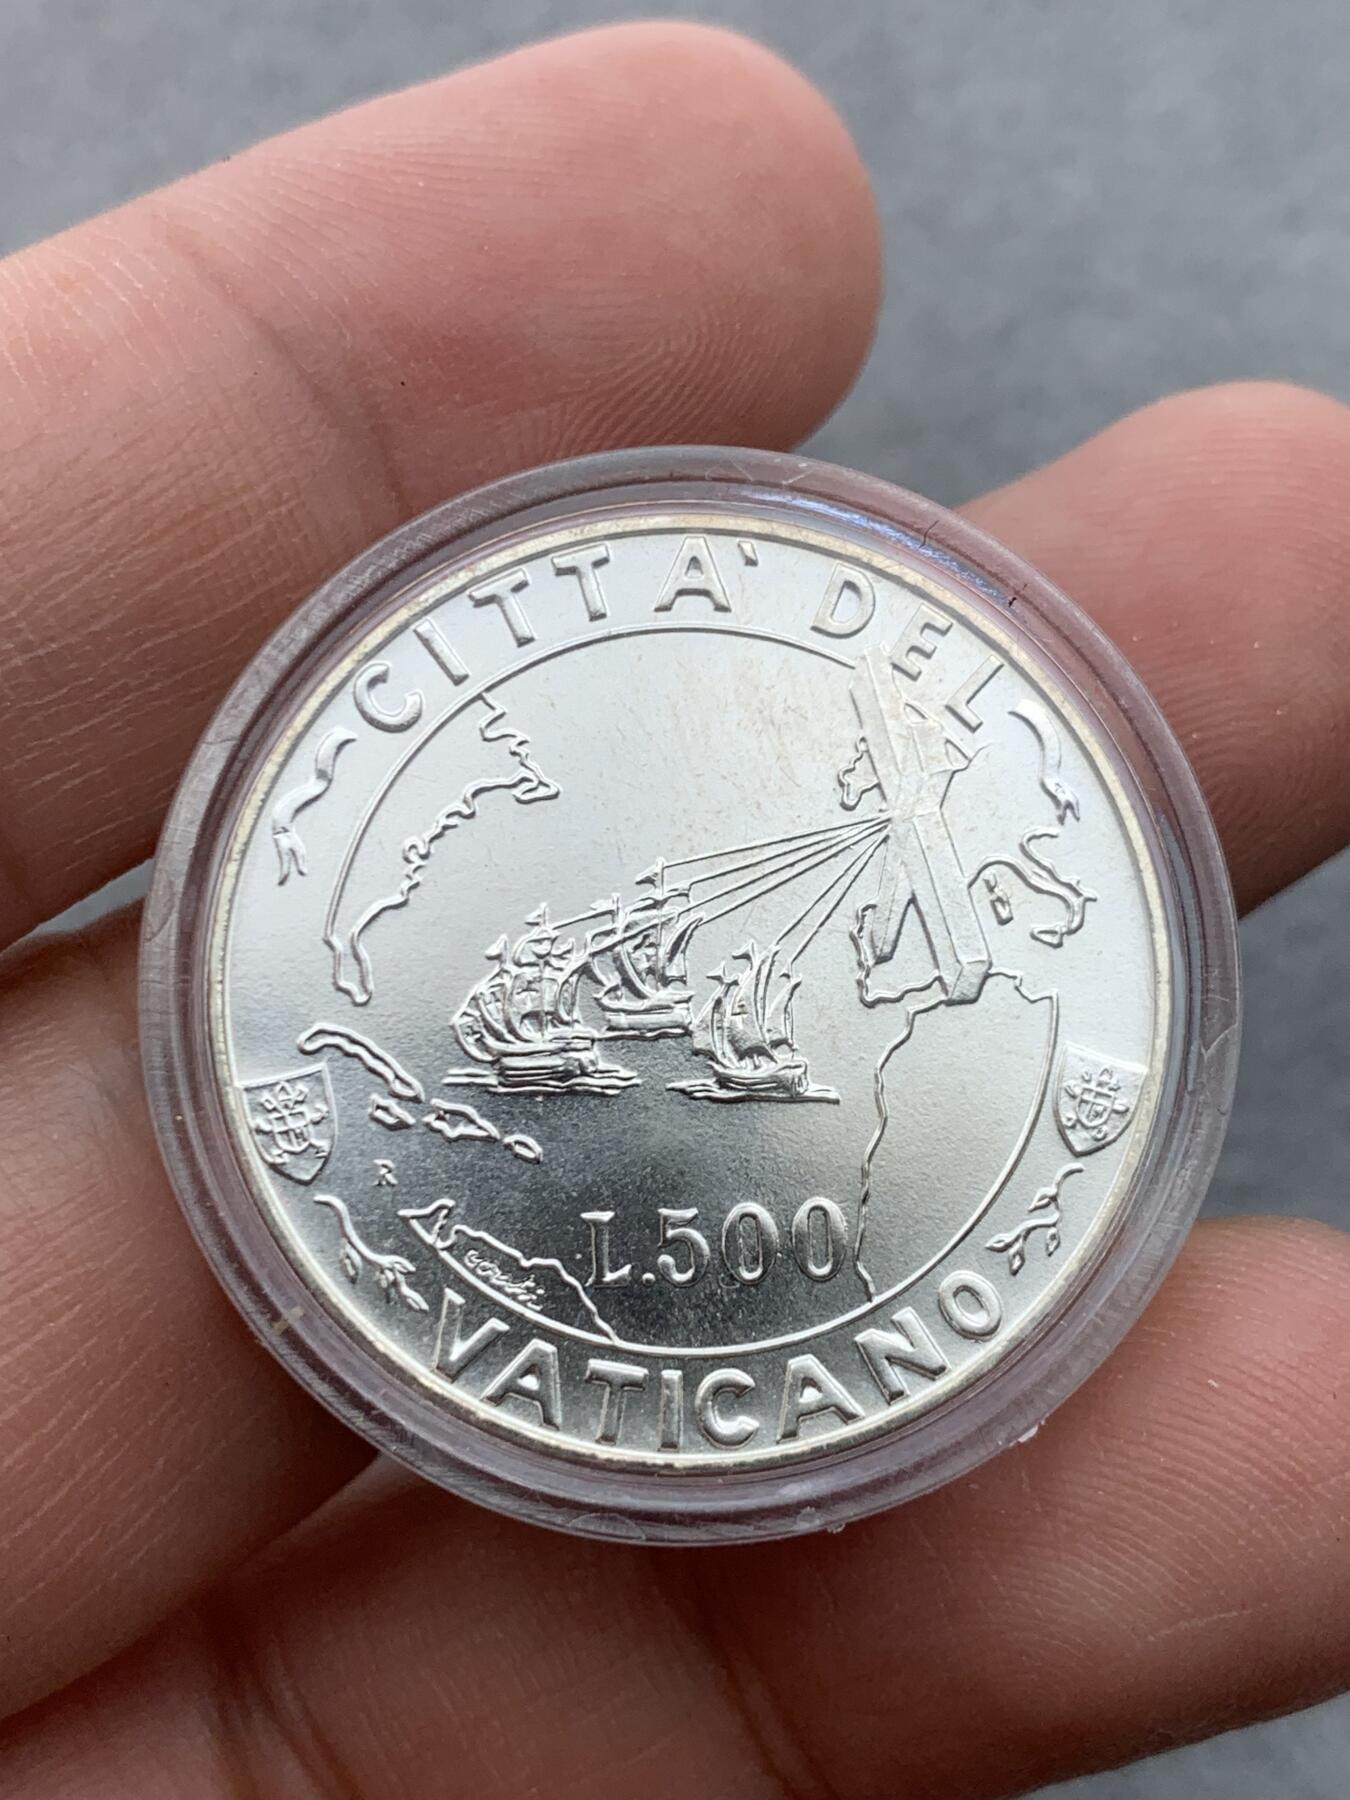 CITTA' DEL
R
L.500
VATICANO